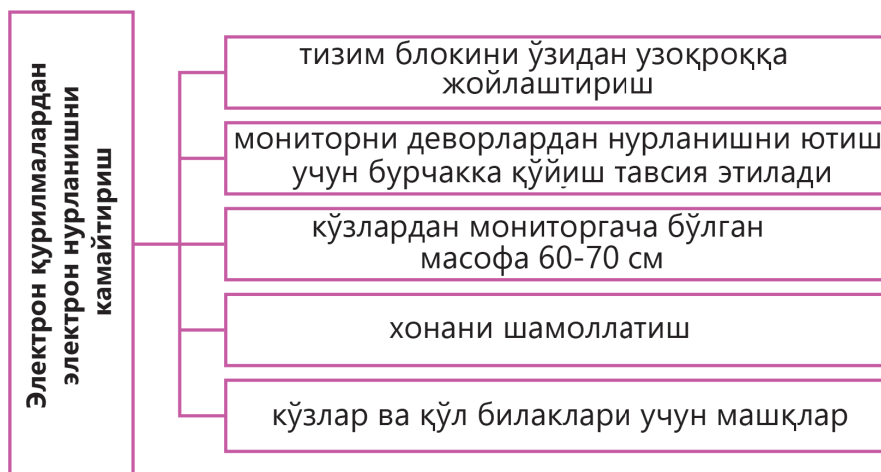 Электрон қурилмалардан
электрон нурланишни
камайтириш
тизим блокини ўзидан узоқроққа
жойлаштириш
мониторни деворлардан нурланишни ютиш
учун бурчакка қўйиш тавсия этилади
кўзлардан мониторгача бўлган
масофа 60-70 см
хонани шамоллатиш
кўзлар ва қўл билаклари учун машқлар